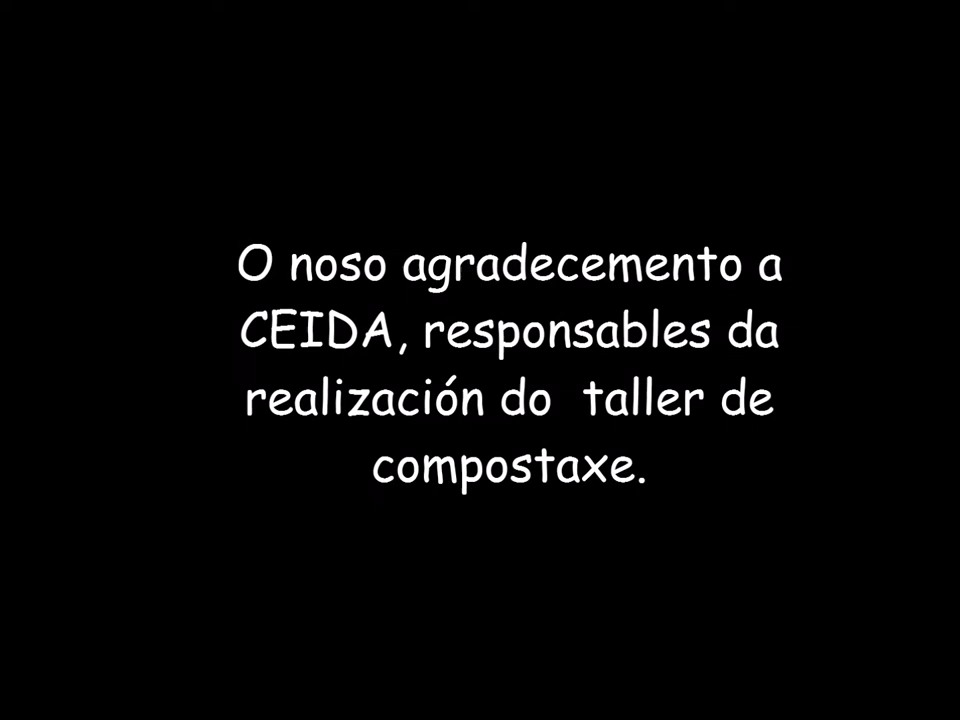 O noso agradecemento a
CEIDA, responsables da
realización do  taller de
compostaxe.